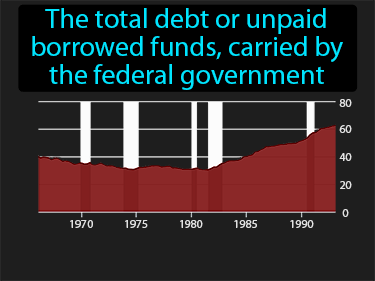 The total debt or unpaid
borrowed funds, carried by
the federal government
80
60
40
20
0
1970 1975 1980 1985 1990